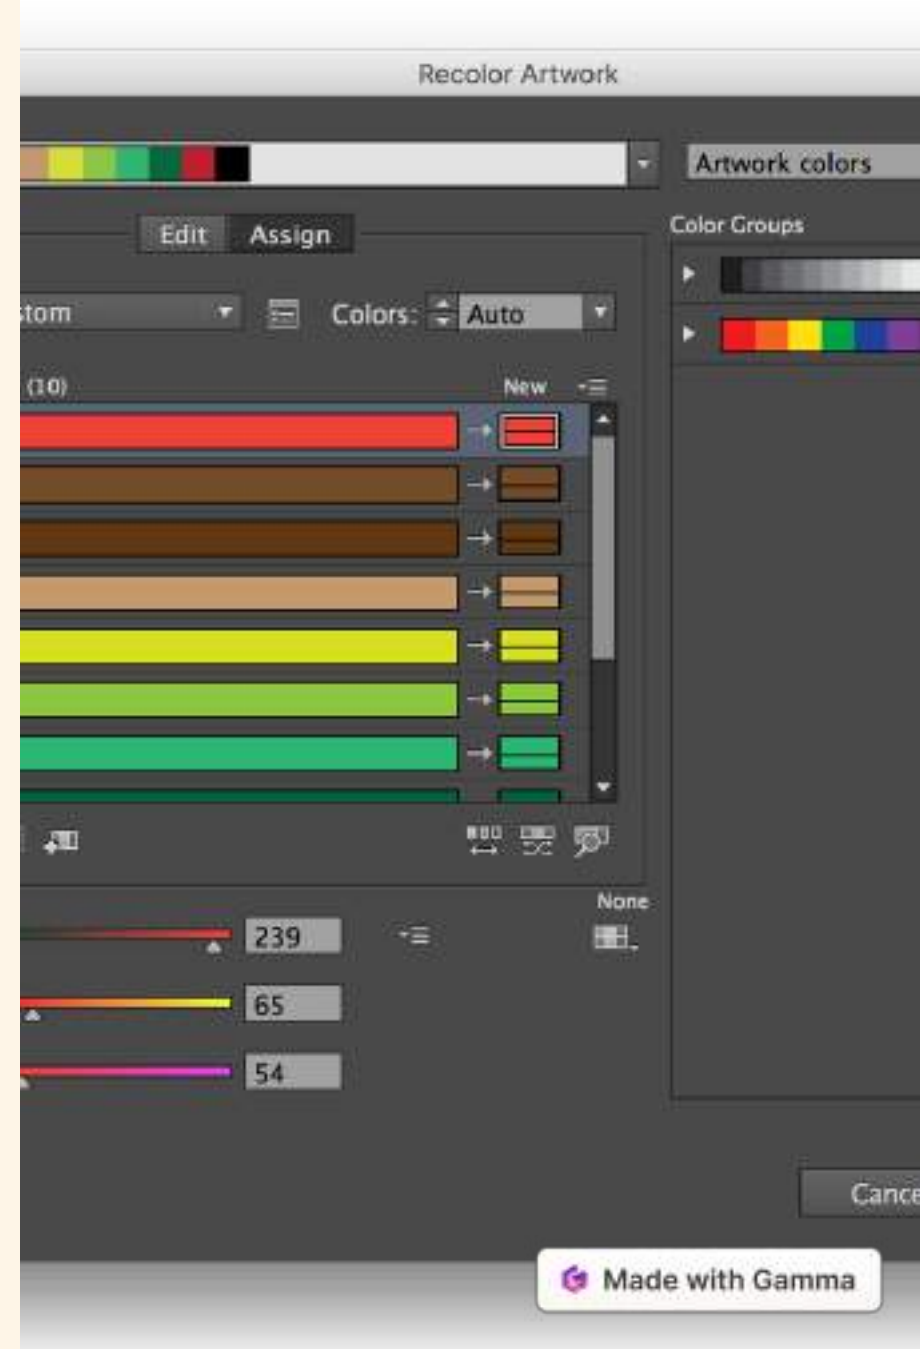 Recolor Artwork
Artwork colors
Edit Assign
Color Groups
stom
Colors: Auto
(10)
New
None
239
65
54
Cance
Made with Gamma